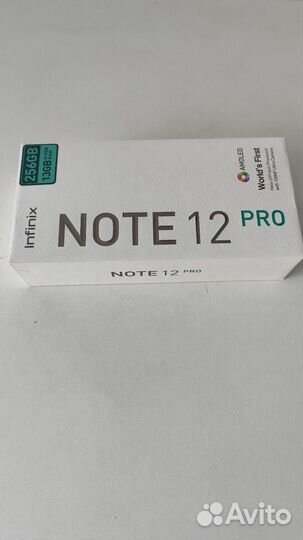 256GB
13GB
Infinix
NOTE 12 PRO
AMOLED
World's First
NOTE 12 PRO
Avito